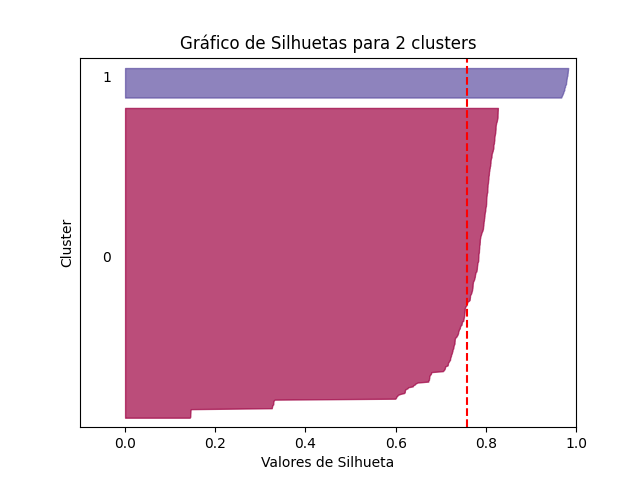 Gráfico de Silhuetas para 2 clusters
1
0
Cluster
0.0 0.2 0.4 0.6 0.8 1.0
Valores de Silhueta